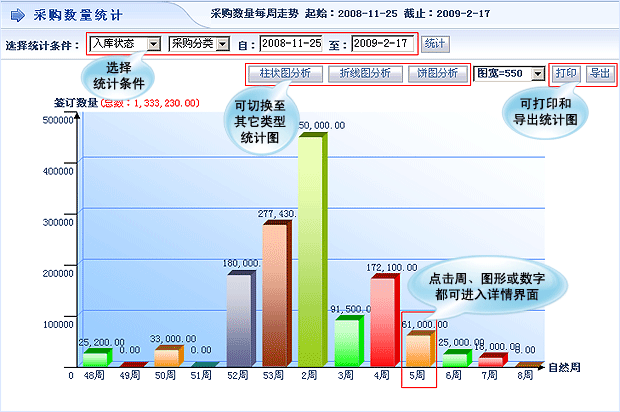 采购数量统计
采购数量每周走势 起始：2008-11-25 截止：2009-2-17
选择统计条件： 入库状态 采购分类 自： 2008-11-25 至： 2009-2-17 统计
选择
统计条件
柱状图分析 折线图分析 饼图分析 图宽=550 打印 导出
可切换至
其它类型
统计图
可打印和
导出统计图
签订数量(总数：1,333,230.00)
500000
400000
300000
200000
100000
0
25,200.00
0.00
33,000.00
0.00
180,000.
277,430.
50,000.00
91,500.
172,100.00
61,000.00
25,000.00
18,000.00
点击周、图形或数字
都可进入详情界面
48周 49周 50周 51周 52周 53周 2周 3周 4周 5周 6周 7周 8周
自然周